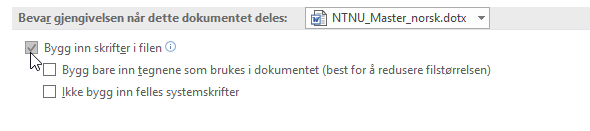 Bevar gjengivelsen når dette dokumentet deles: NTNU_Master_norsk.dotx
Bygg inn skrifter i filen
Bygg bare inn tegnene som brukes i dokumentet (best for å redusere filstørrelsen)
Ikke bygg inn felles systemskrifter